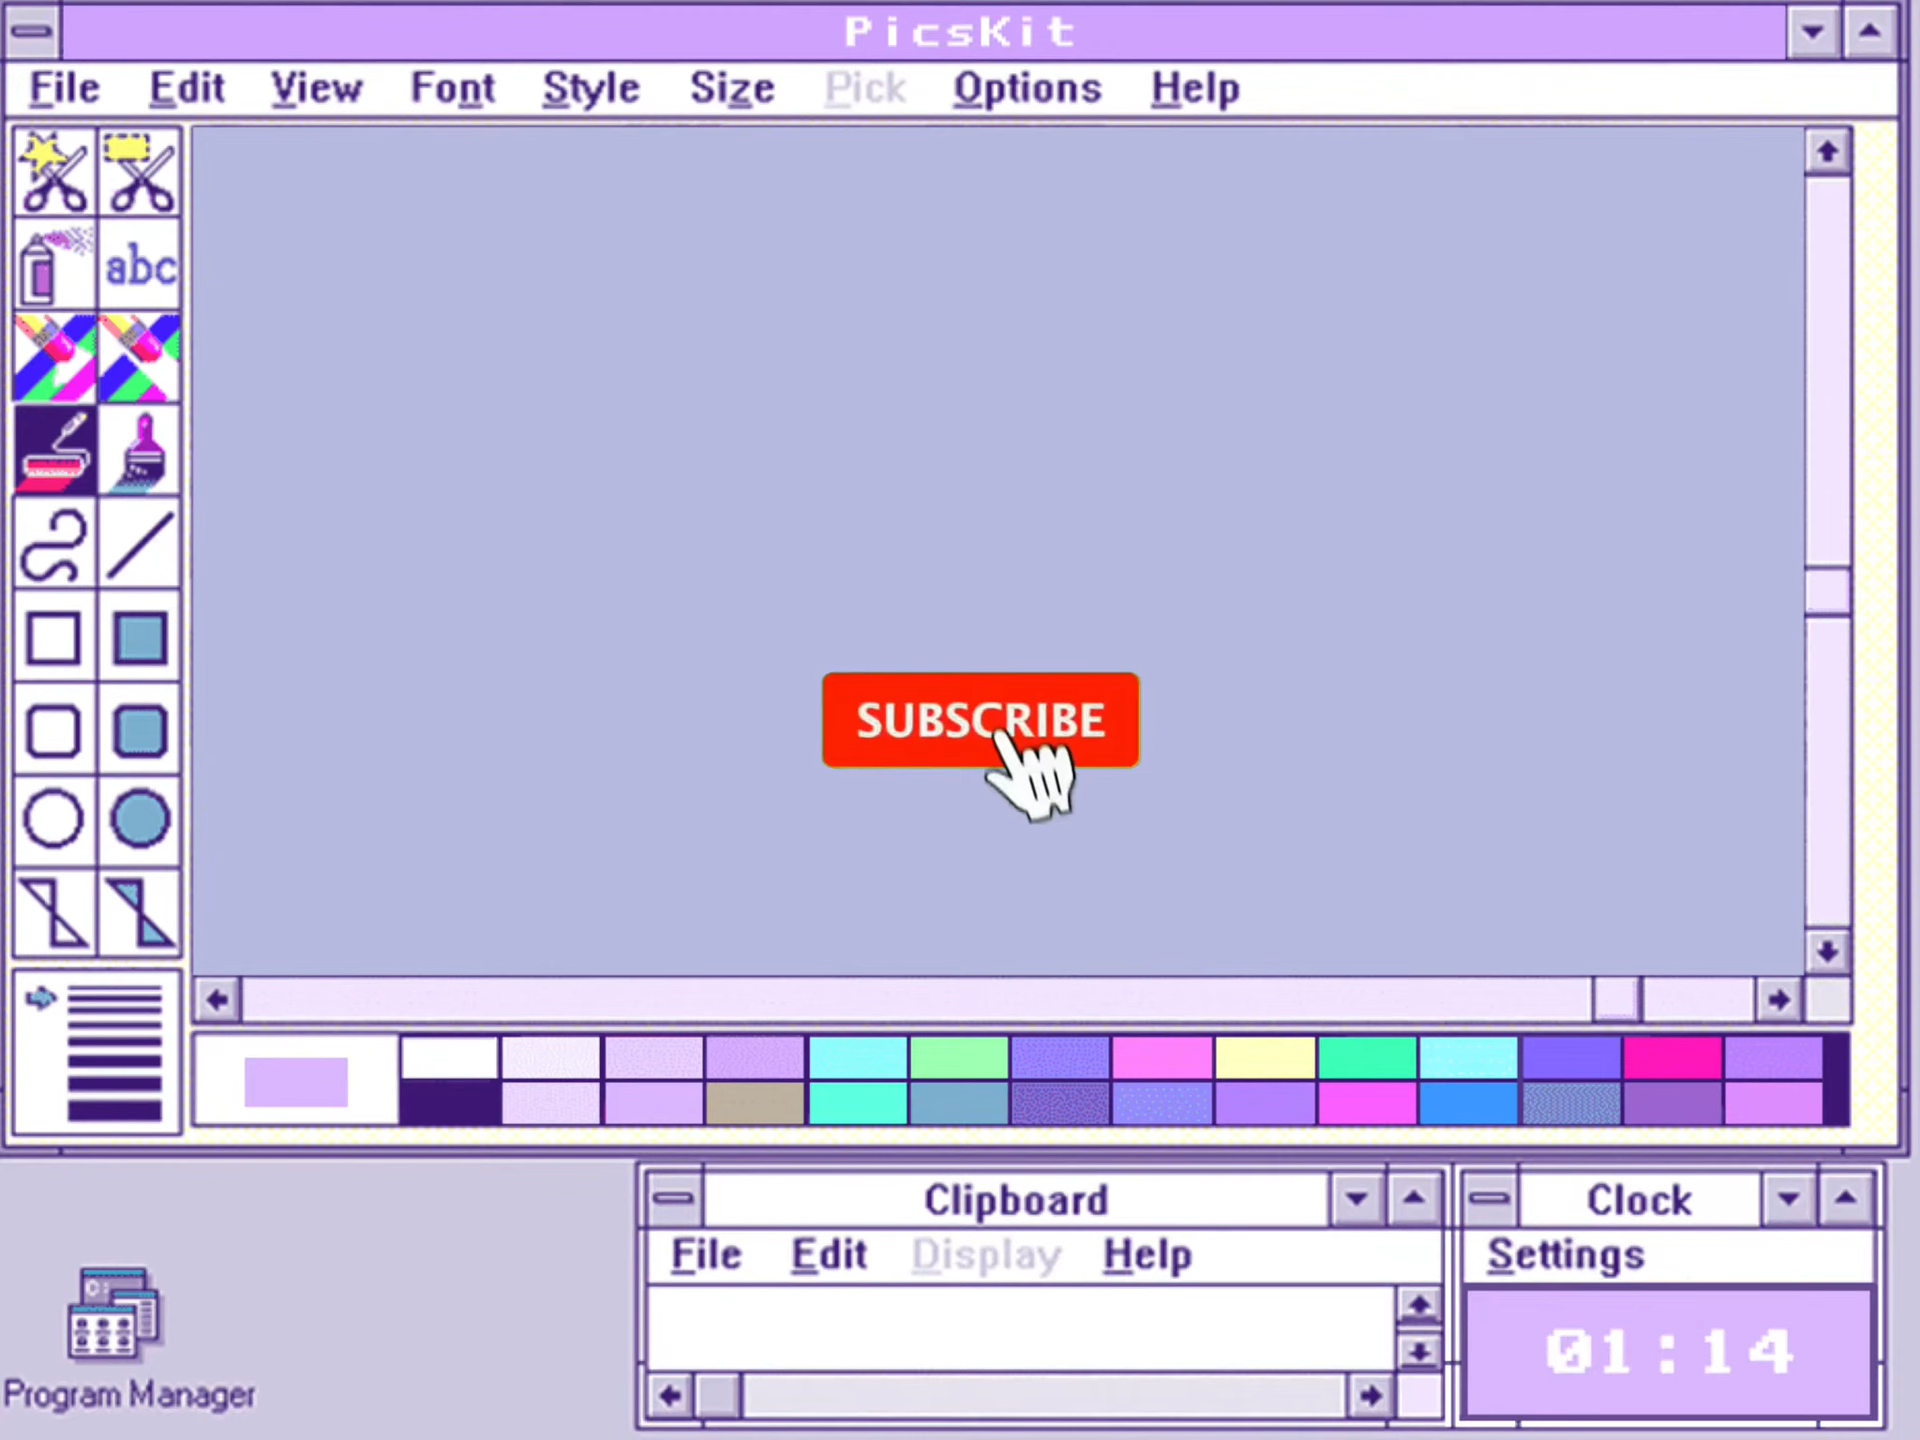 PicsKit
File Edit View Font Style Size Pick Options Help
abc
SUBSCRIBE
Clipboard
File Edit Display Help
Clock
Settings
01:14
Program Manager